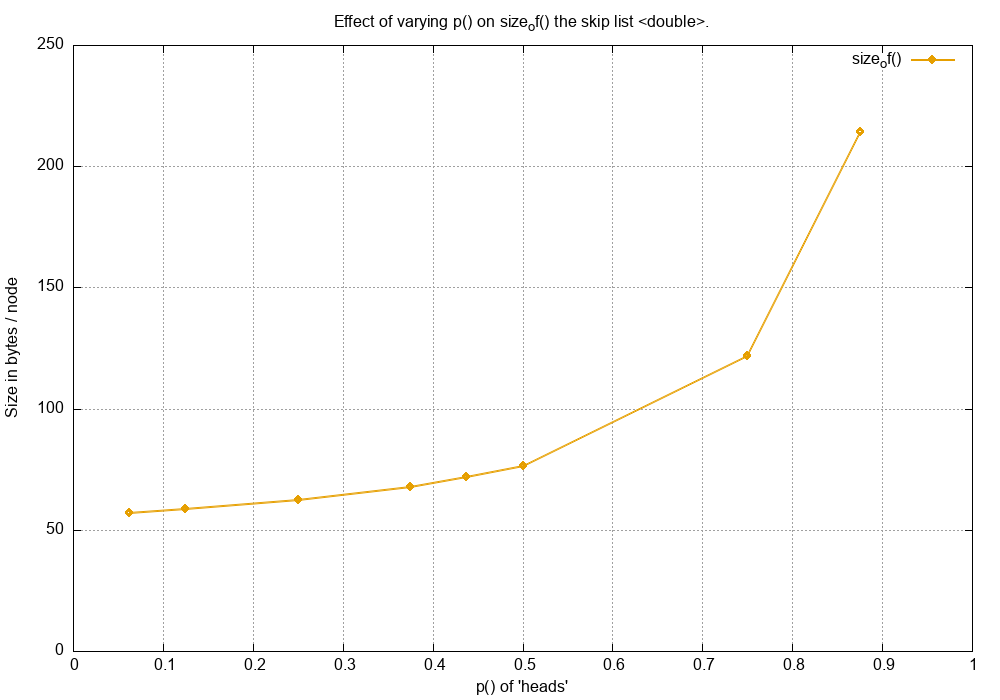 Effect of varying p() on sizeof() the skip list <double>.
sizeof()
250
200
150
100
50
0
Size in bytes / node
0 0.1 0.2 0.3 0.4 0.5 0.6 0.7 0.8 0.9 1
p() of 'heads'